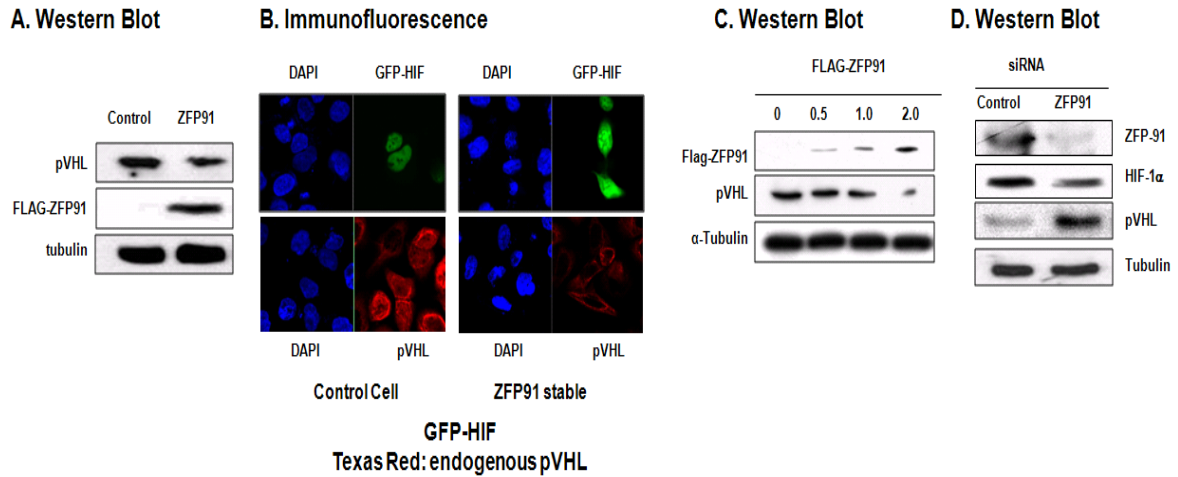 A. Western Blot
Control ZFP91
pVHL
FLAG-ZFP91
tubulin
B. Immunofluorescence
DAPI GFP-HIF DAPI GFP-HIF
DAPI pVHL DAPI pVHL
Control Cell ZFP91 stable
GFP-HIF
Texas Red: endogenous pVHL
C. Western Blot
FLAG-ZFP91
0 0.5 1.0 2.0
Flag-ZFP91
pVHL
α-Tubulin
D. Western Blot
siRNA
Control ZFP91
ZFP-91
HIF-1α
pVHL
Tubulin